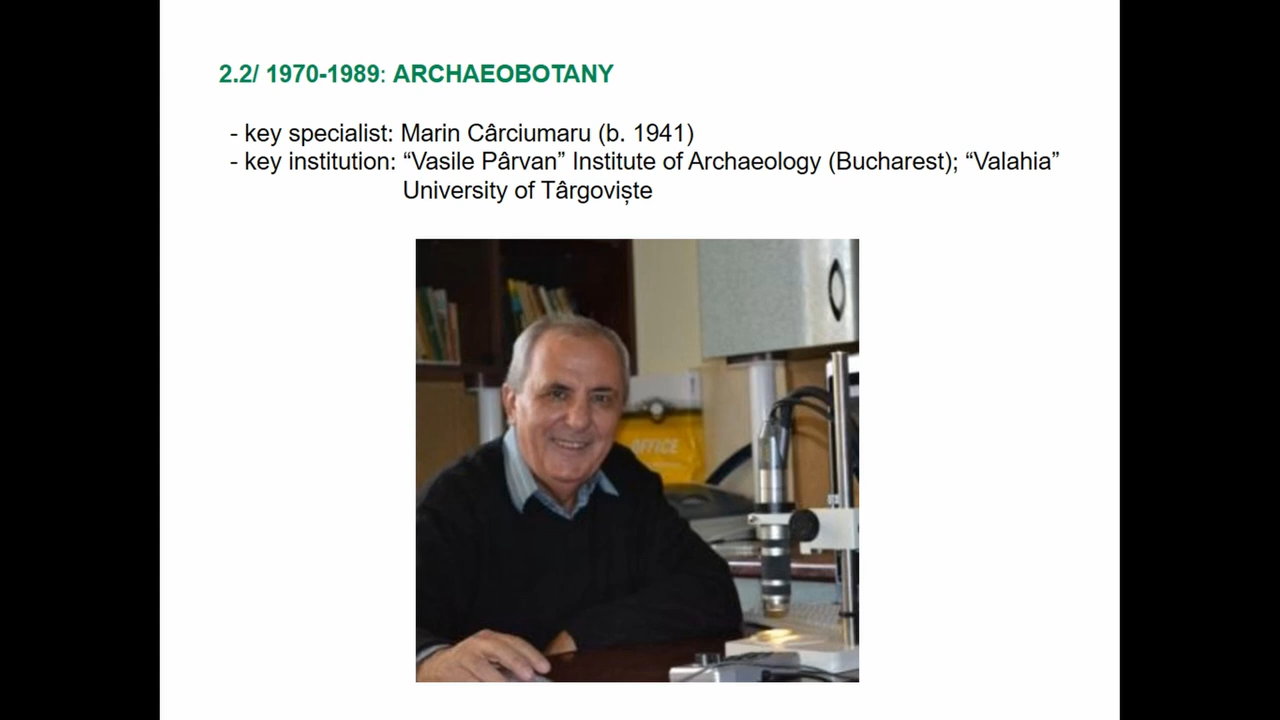 2.2/ 1970-1989: ARCHAEOBOTANY
- key specialist: Marin Cârciumaru (b. 1941)
- key institution: “Vasile Pârvan” Institute of Archaeology (Bucharest); “Valahia”
University of Târgoviște
OFFICE